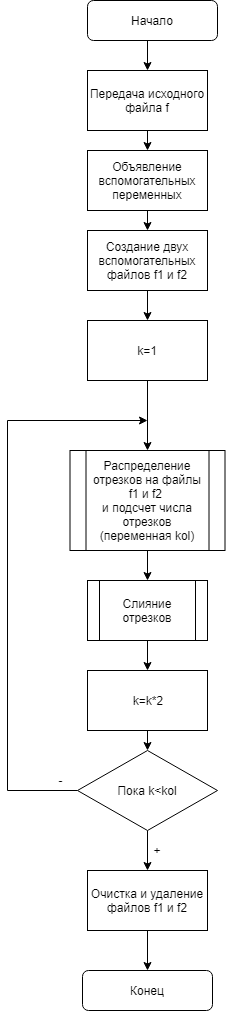 Начало
Передача исходного
файла f
Объявление
вспомогательных
переменных
Создание двух
вспомогательных
файлов f1 и f2
k=1
Распределение
отрезков на файлы
f1 и f2
и подсчет числа
отрезков
(переменная kol)
Слияние
отрезков
k=k*2
Пока k<kol
-
+
Очистка и удаление
файлов f1 и f2
Конец